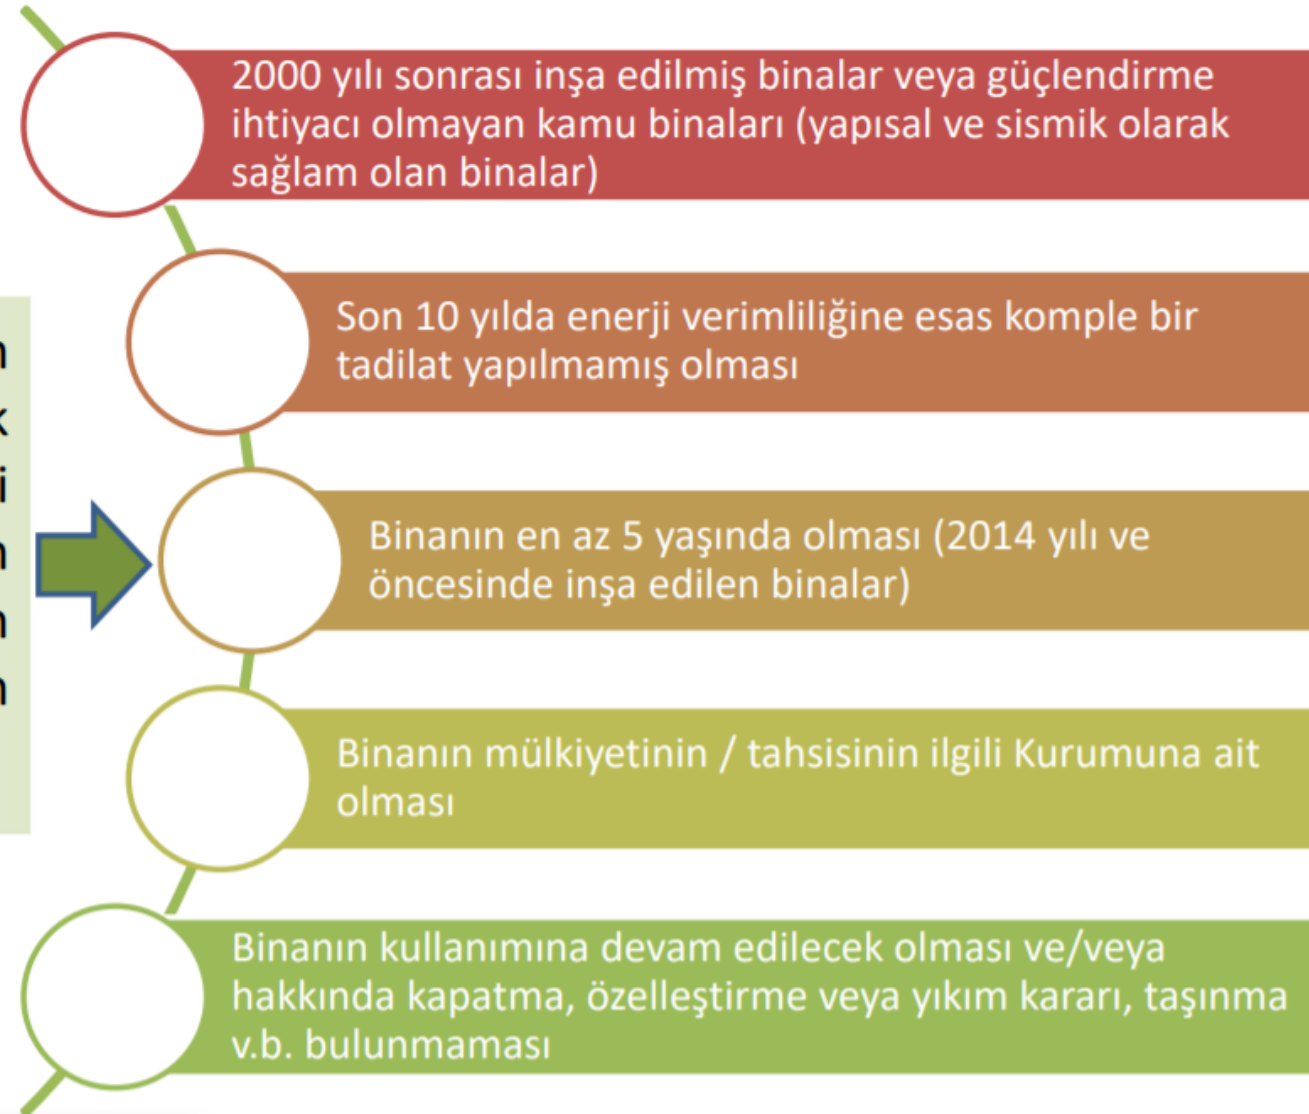 2000 yılı sonrası inşa edilmiş binalar veya güçlendirme
ihtiyacı olmayan kamu binaları (yapısal ve sismik olarak
sağlam olan binalar)
Son 10 yılda enerji verimliliğine esas komple bir
tadilat yapılmamış olması
n
k
i
n
n
n
Binanın en az 5 yaşında olması (2014 yılı ve
öncesinde inşa edilen binalar)
Binanın mülkiyetinin / tahsisinin ilgili Kurumuna ait
olması
Binanın kullanımına devam edilecek olması ve/veya
hakkında kapatma, özelleştirme veya yıkım kararı, taşınma
v.b. bulunmaması